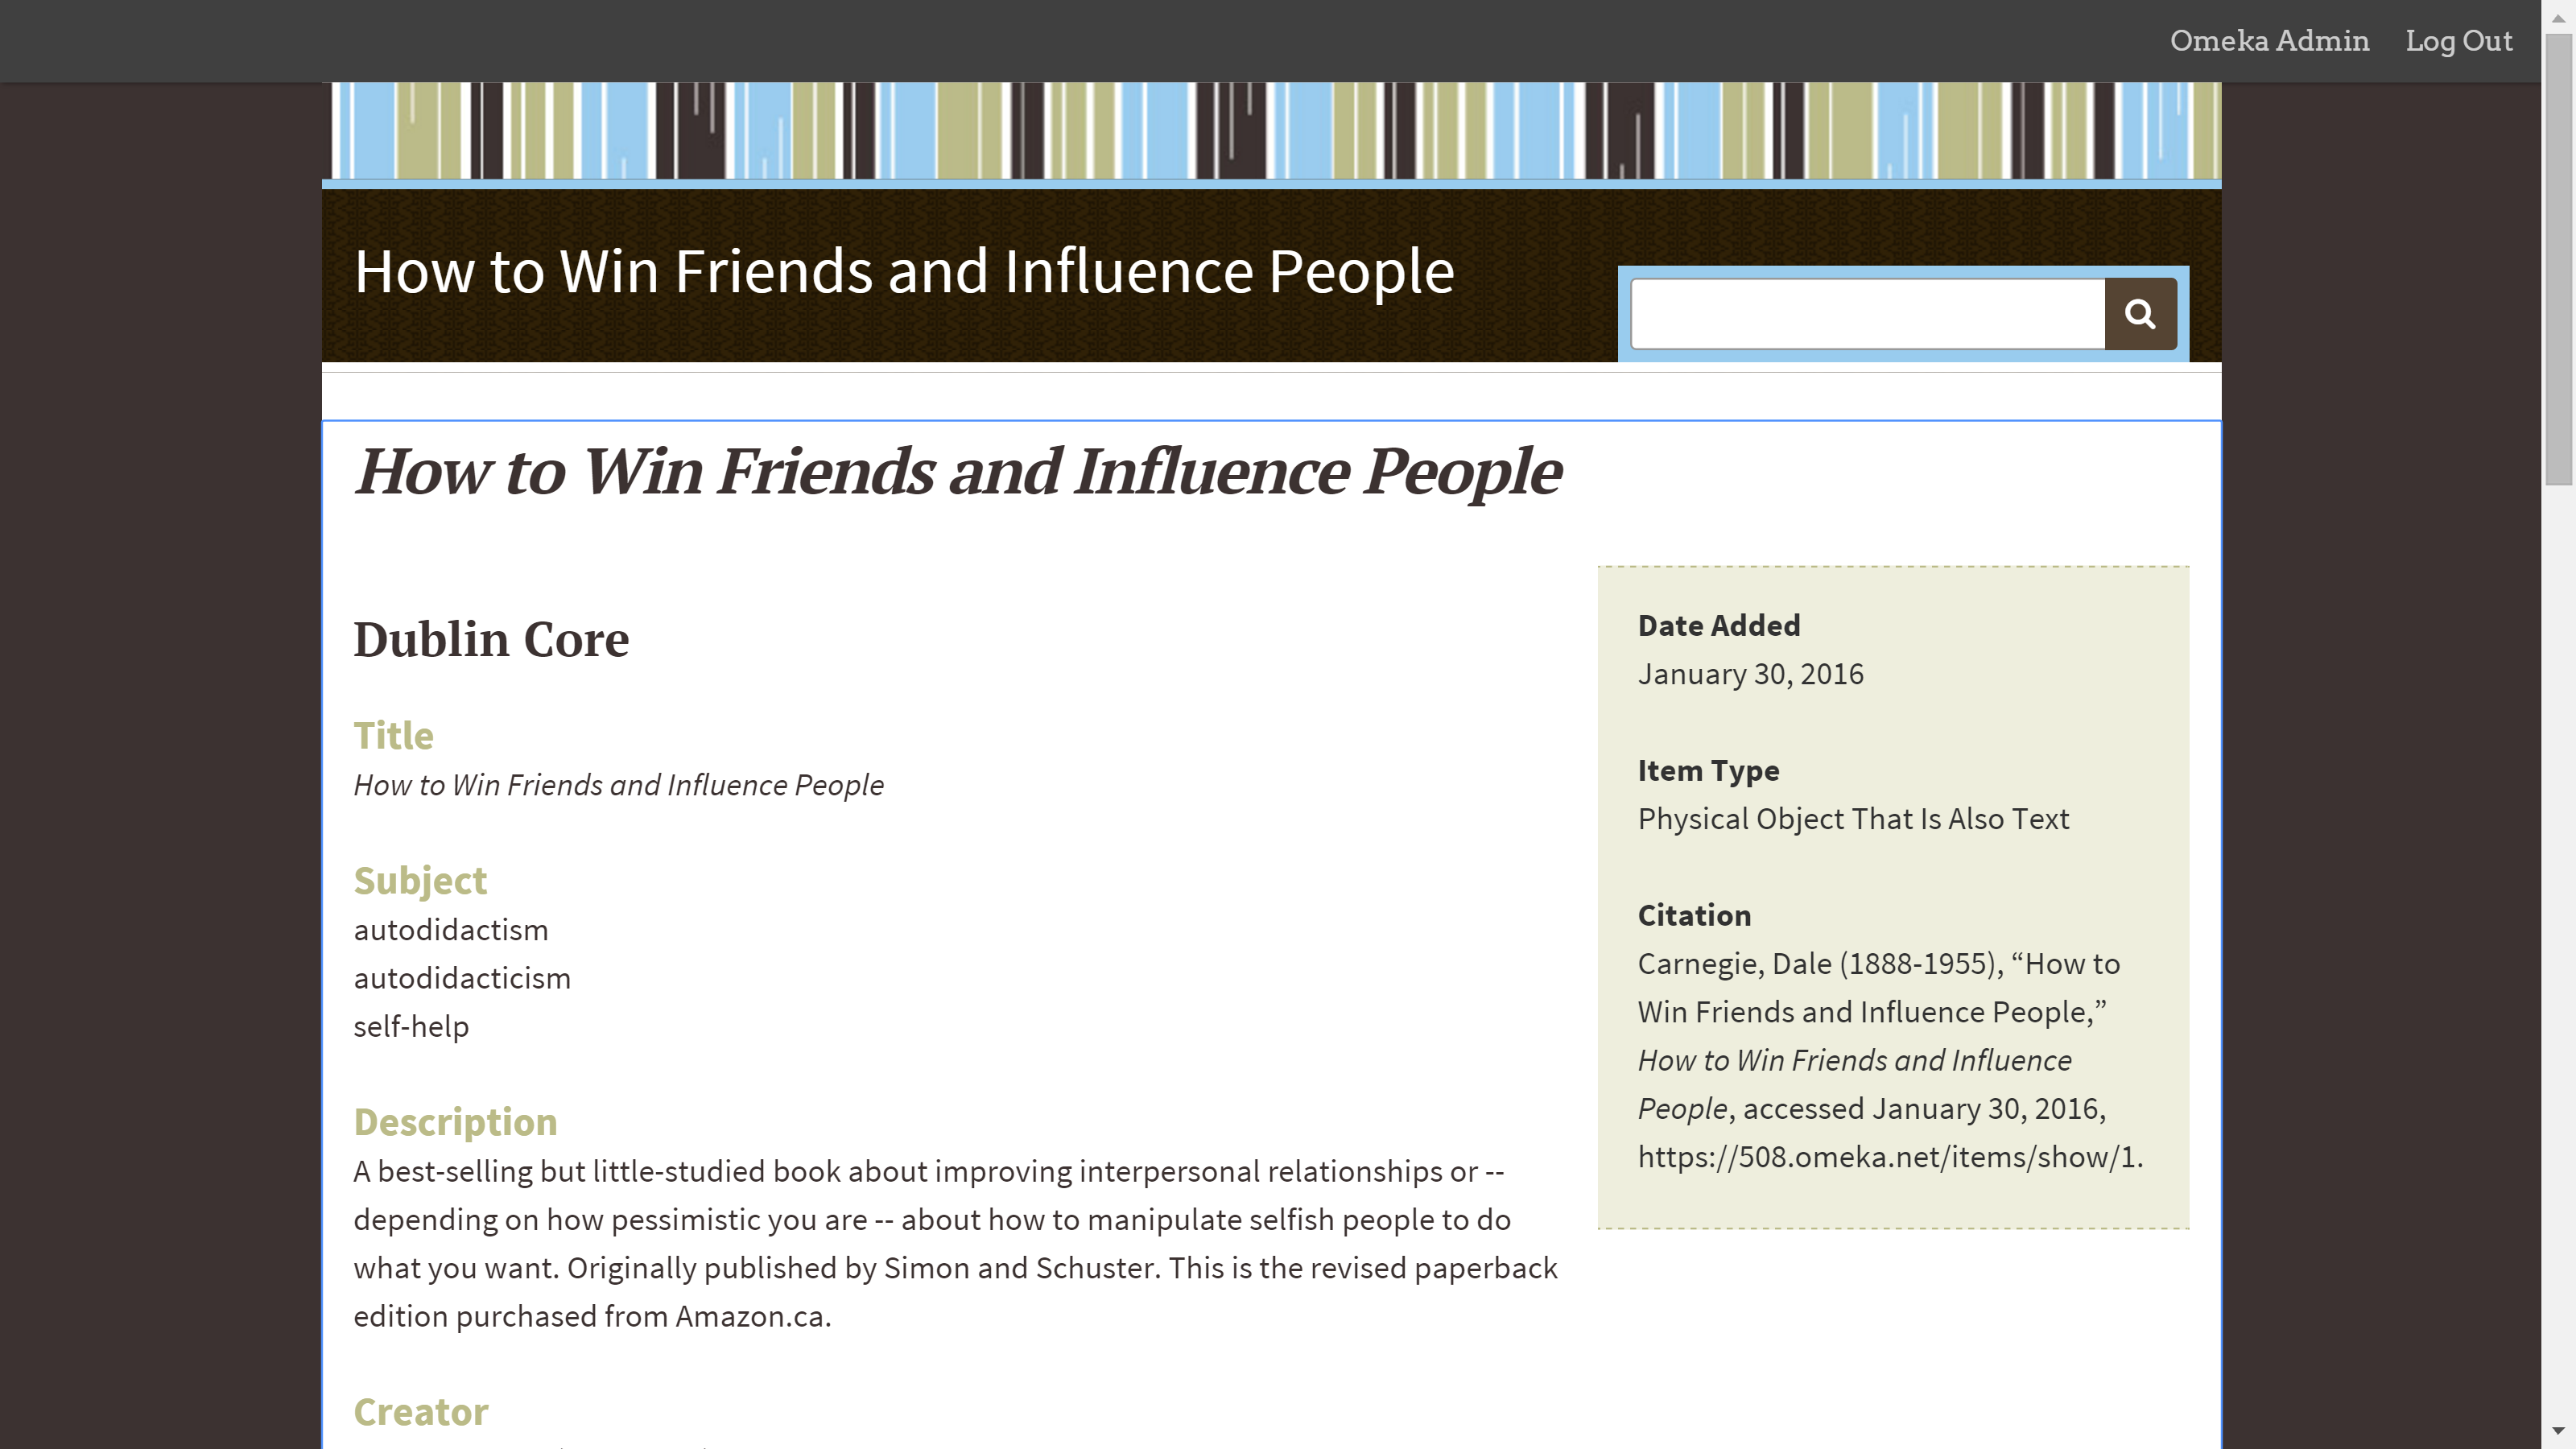 Omeka Admin Log Out
How to Win Friends and Influence People
How to Win Friends and Influence People
Dublin Core
Title
How to Win Friends and Influence People
Subject
autodidactism
autodidacticism
self-help
Description
A best-selling but little-studied book about improving interpersonal relationships or --
depending on how pessimistic you are -- about how to manipulate selfish people to do
what you want. Originally published by Simon and Schuster. This is the revised paperback
edition purchased from Amazon.ca.
Creator
Date Added
January 30, 2016
Item Type
Physical Object That Is Also Text
Citation
Carnegie, Dale (1888-1955), “How to
Win Friends and Influence People,”
How to Win Friends and Influence
People, accessed January 30, 2016,
https://508.omeka.net/items/show/1.